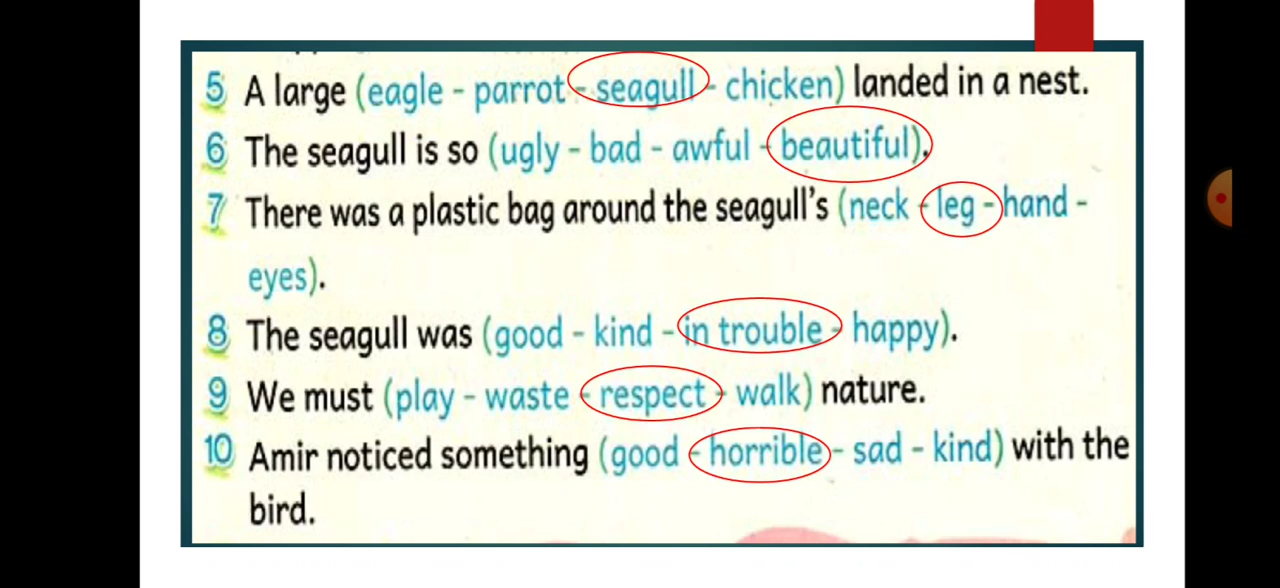 5 A large (eagle - parrot - seagull - chicken) landed in a nest.
6 The seagull is so (ugly - bad - awful - beautiful).
7 There was a plastic bag around the seagull's (neck - leg - hand -
eyes).
8 The seagull was (good - kind - in trouble - happy).
9 We must (play - waste - respect - walk) nature.
10 Amir noticed something (good - horrible - sad - kind) with the
bird.